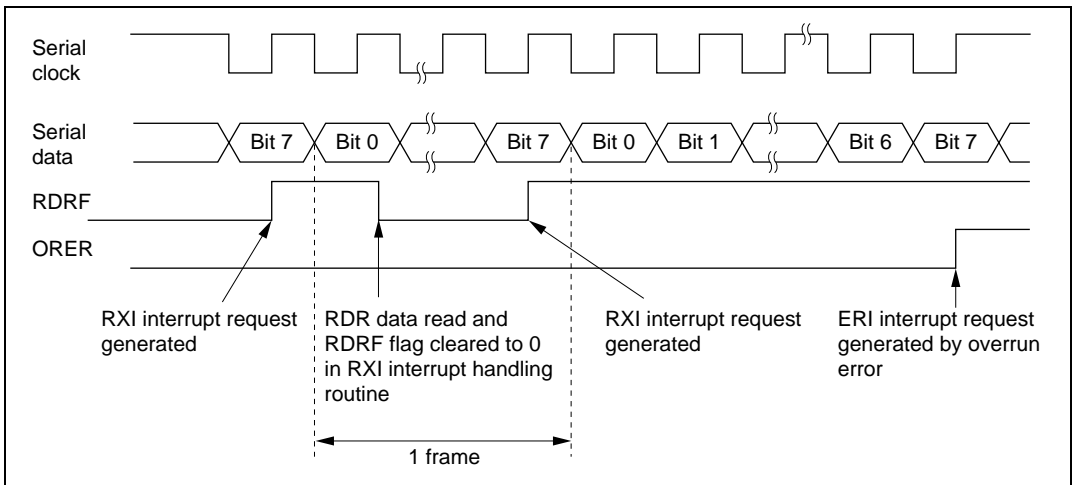 Serial
clock
Serial
data
Bit 7
Bit 0
Bit 7
Bit 0
Bit 1
Bit 6
Bit 7
RDRF
ORER
RXI interrupt request
generated
RDR data read and
RDRF flag cleared to 0
in RXI interrupt handling
routine
RXI interrupt request
generated
ERI interrupt request
generated by overrun
error
1 frame